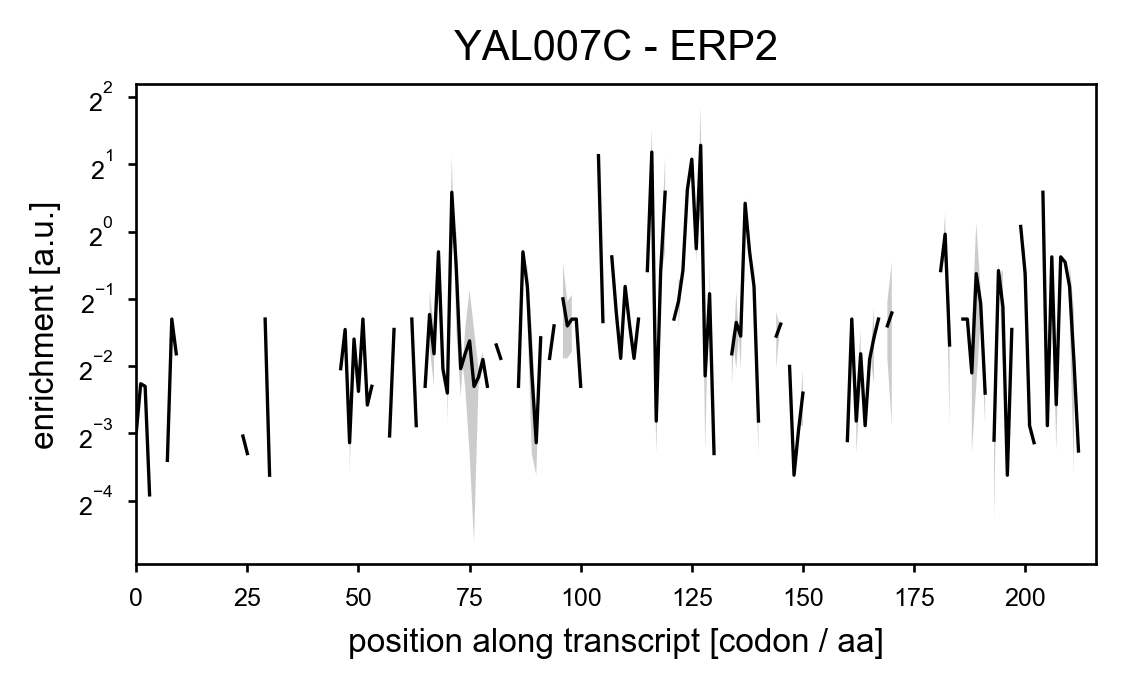 YAL007C - ERP2
enrichment [a.u.]
2^2
2^1
2^0
2^−1
2^−2
2^−3
2^−4
0 25 50 75 100 125 150 175 200
position along transcript [codon / aa]